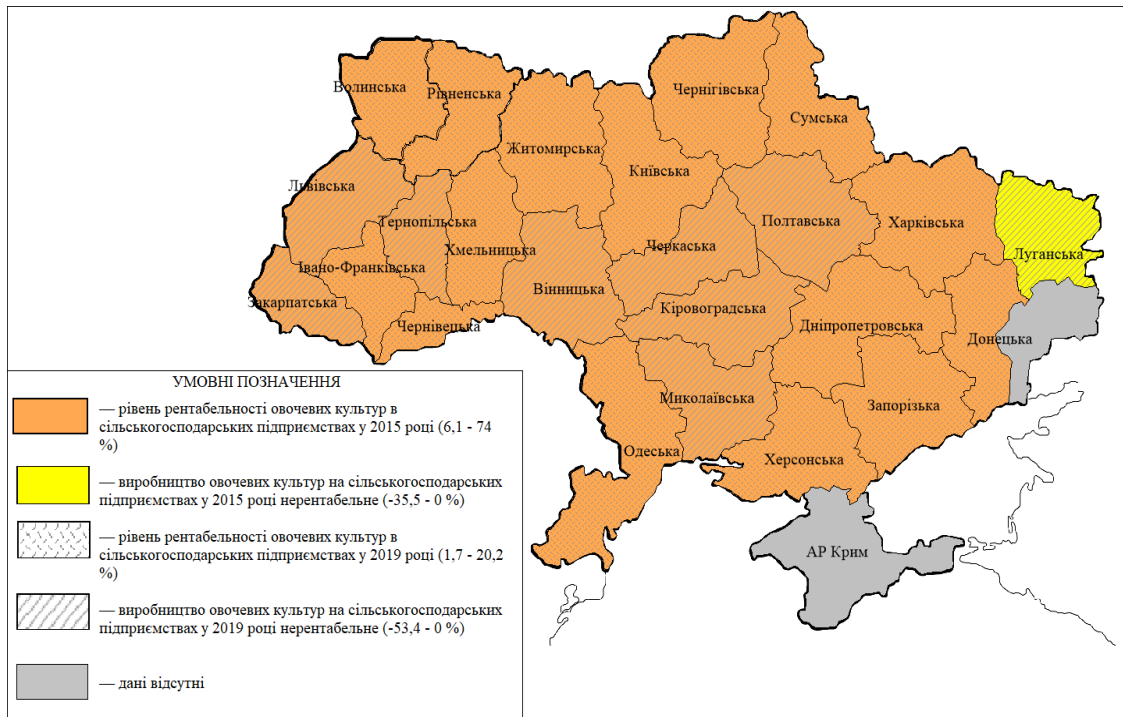 Волинська
Рівненська
Чернігівська
Сумська
Житомирська
Київська
Львівська
Тернопільська
Полтавська
Харківська
Хмельницька
Черкаська
Луганська
Івано-Франківська
Вінницька
Закарпатська
Кіровоградська
Чернівецька
Дніпропетровська
Донецька
Миколаївська
Запорізька
Одеська
Херсонська
АР Крим
УМОВНІ ПОЗНАЧЕННЯ
— рівень рентабельності овочевих культур в
сільськогосподарських підприємствах у 2015 році (6,1 - 74
%)
— виробництво овочевих культур на сільськогосподарських
підприємствах у 2015 році нерентабельне (-35,5 - 0 %)
— рівень рентабельності овочевих культур в
сільськогосподарських підприємствах у 2019 році (1,7 - 20,2
%)
— виробництво овочевих культур на сільськогосподарських
підприємствах у 2019 році нерентабельне (-53,4 - 0 %)
— дані відсутні